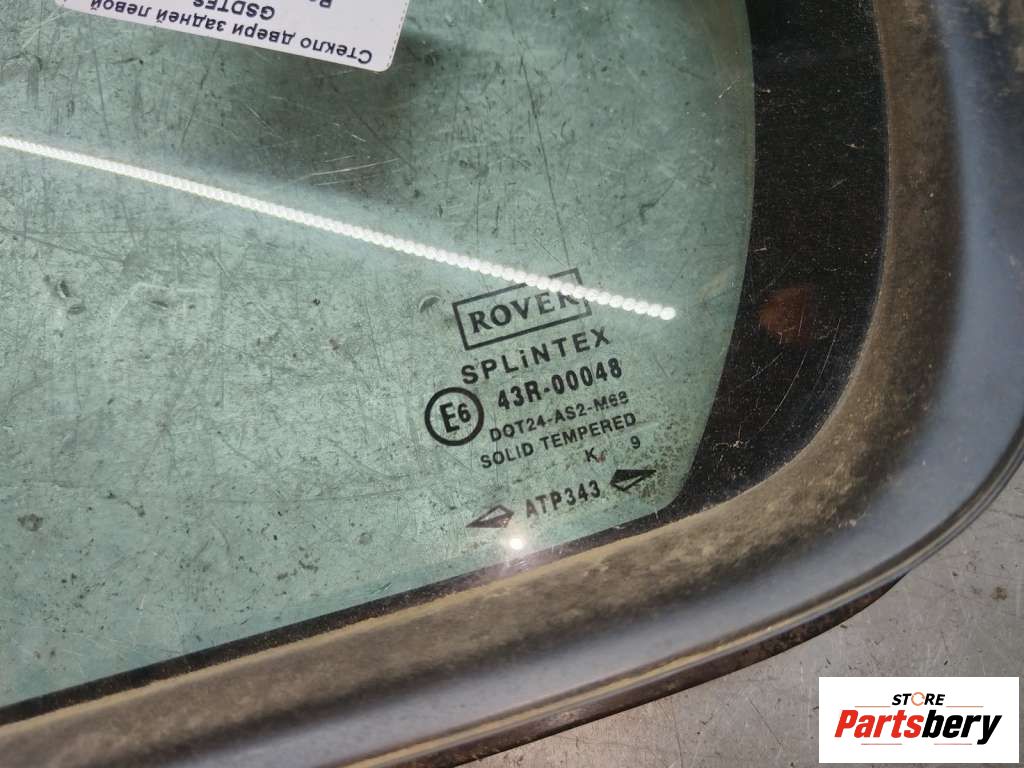 Стекло двери задней левой
GSDTES
ROVER
SPLiNTEX
E6 43R-00048
DOT24-AS2-M68
SOLID TEMPERED
K 9
ATP343
STORE
Partsbery